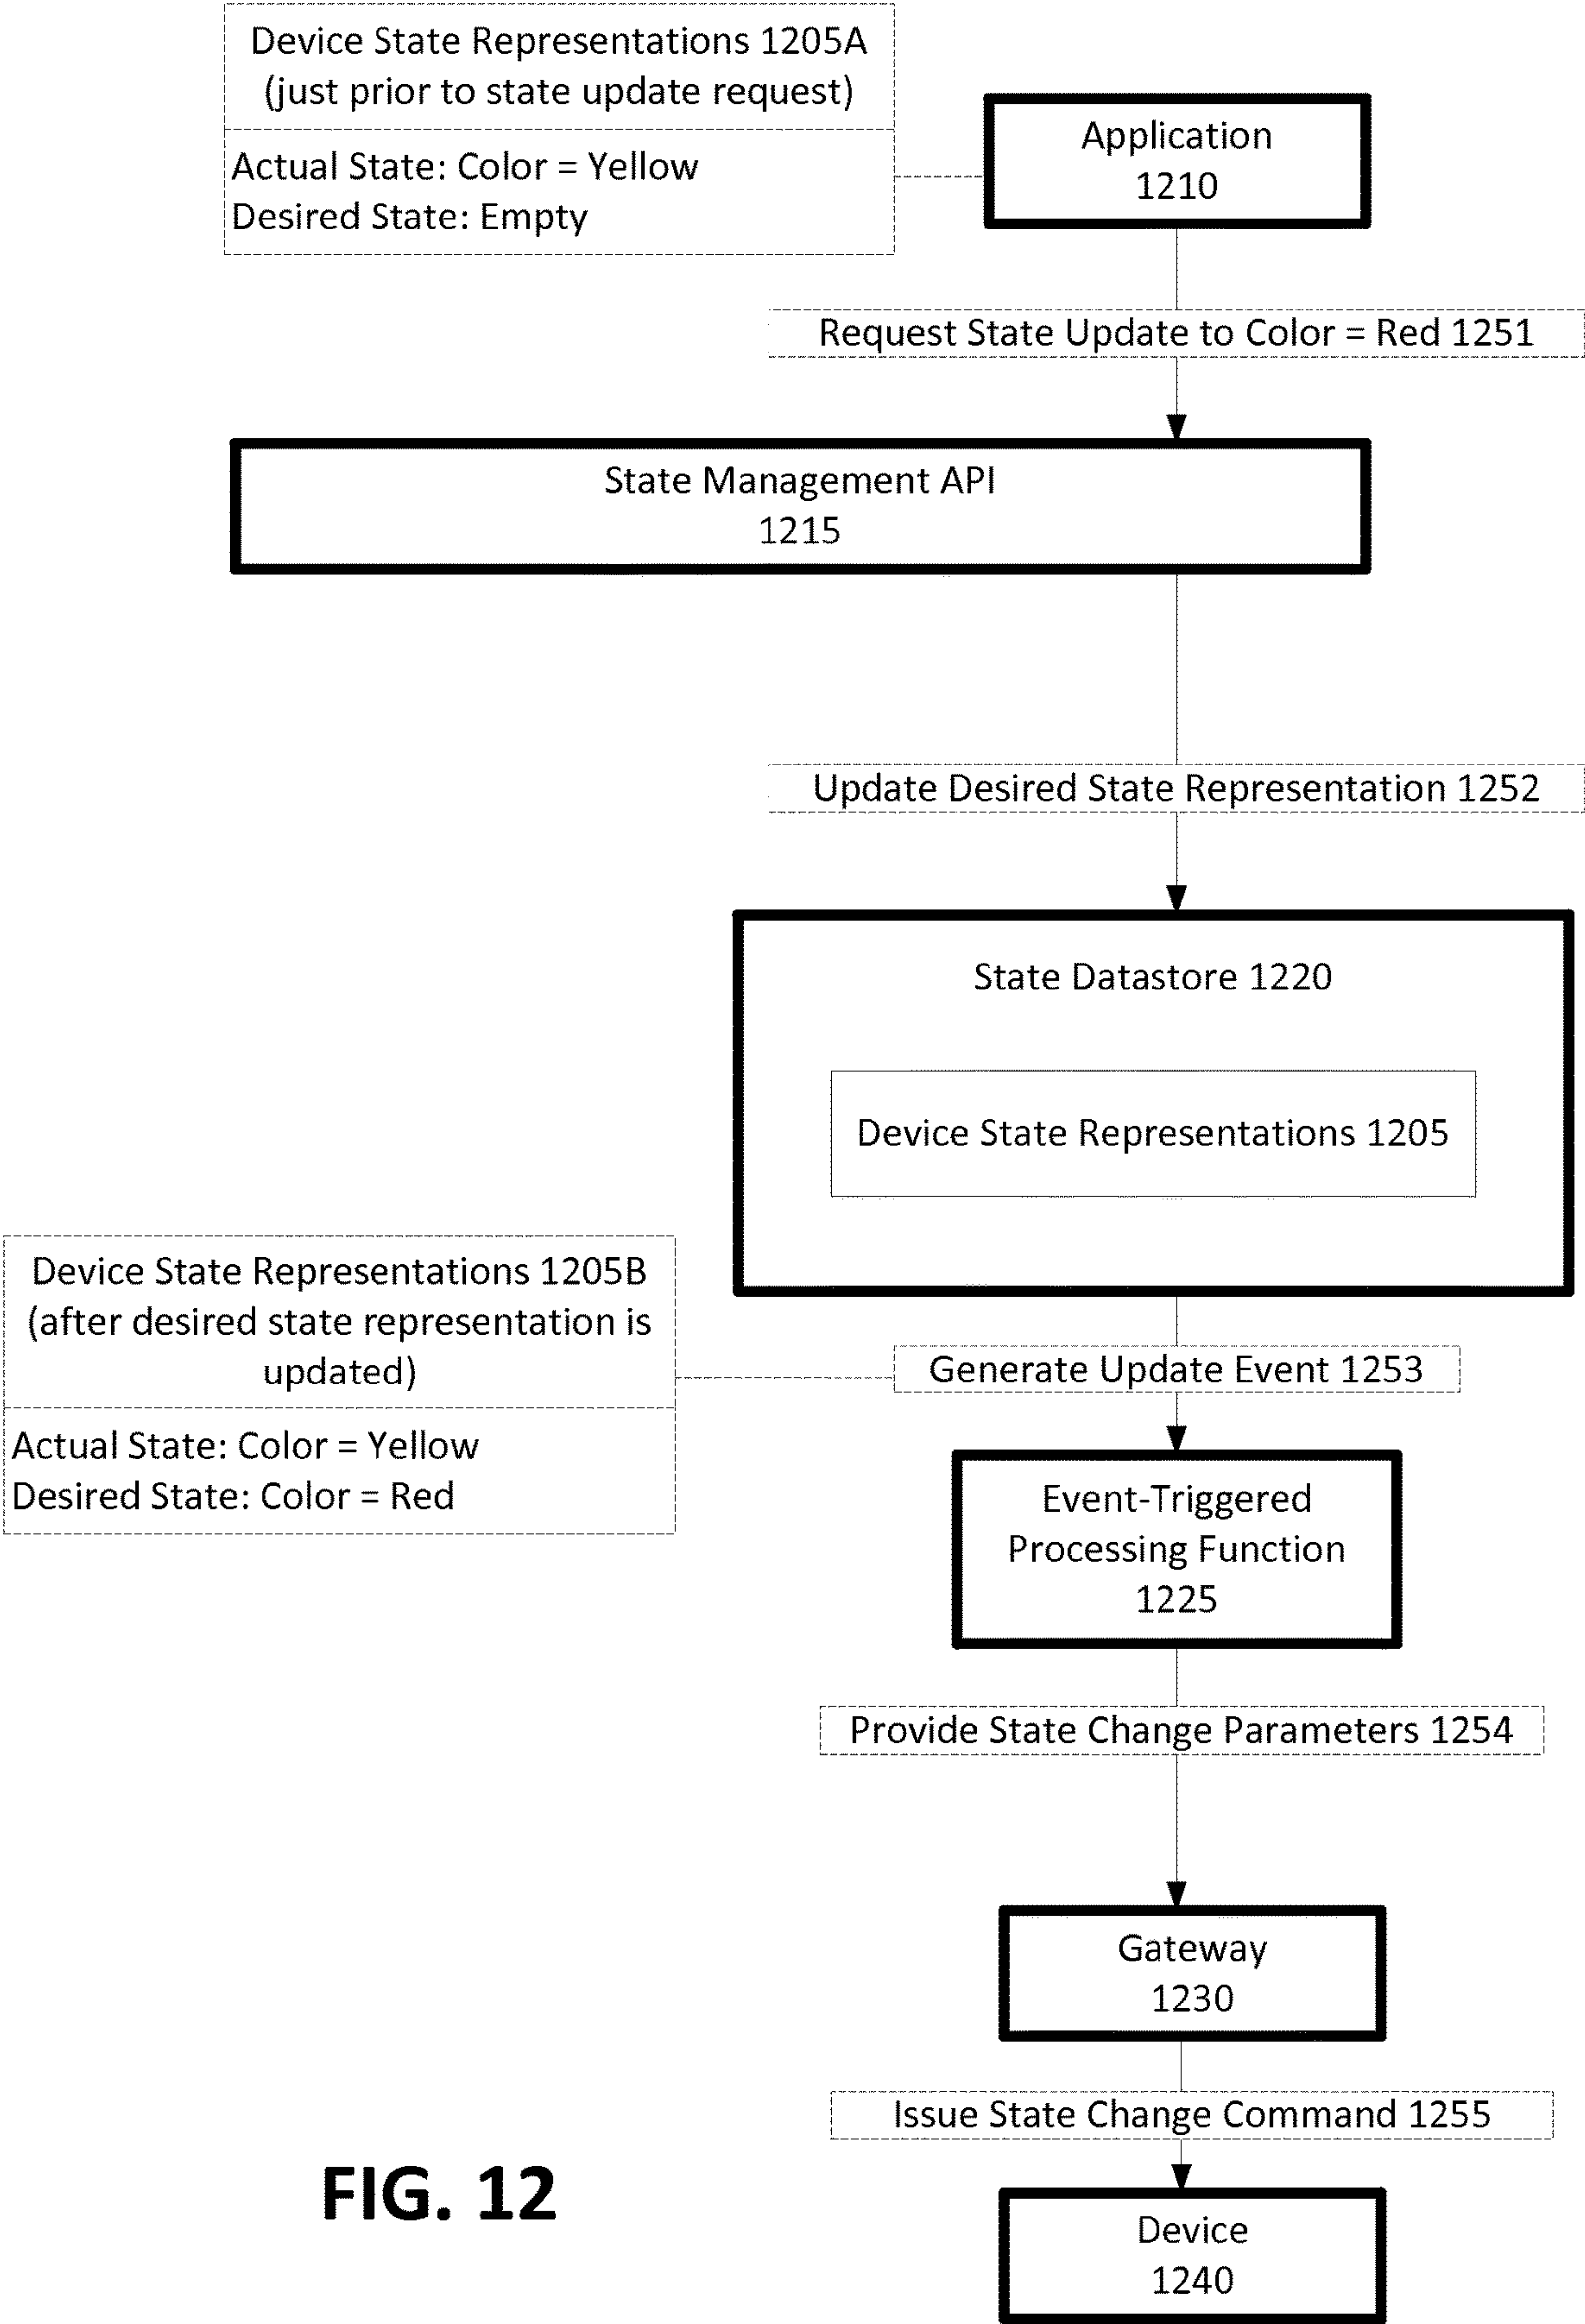 Device State Representations 1205A
(just prior to state update request)
Actual State: Color = Yellow
Desired State: Empty
Application
1210
Request State Update to Color = Red 1251
State Management API
1215
Update Desired State Representation 1252
State Datastore 1220
Device State Representations 1205
Device State Representations 1205B
(after desired state representation is
updated)
Actual State: Color = Yellow
Desired State: Color = Red
Generate Update Event 1253
Event-Triggered
Processing Function
1225
Provide State Change Parameters 1254
Gateway
1230
Issue State Change Command 1255
Device
1240
FIG. 12